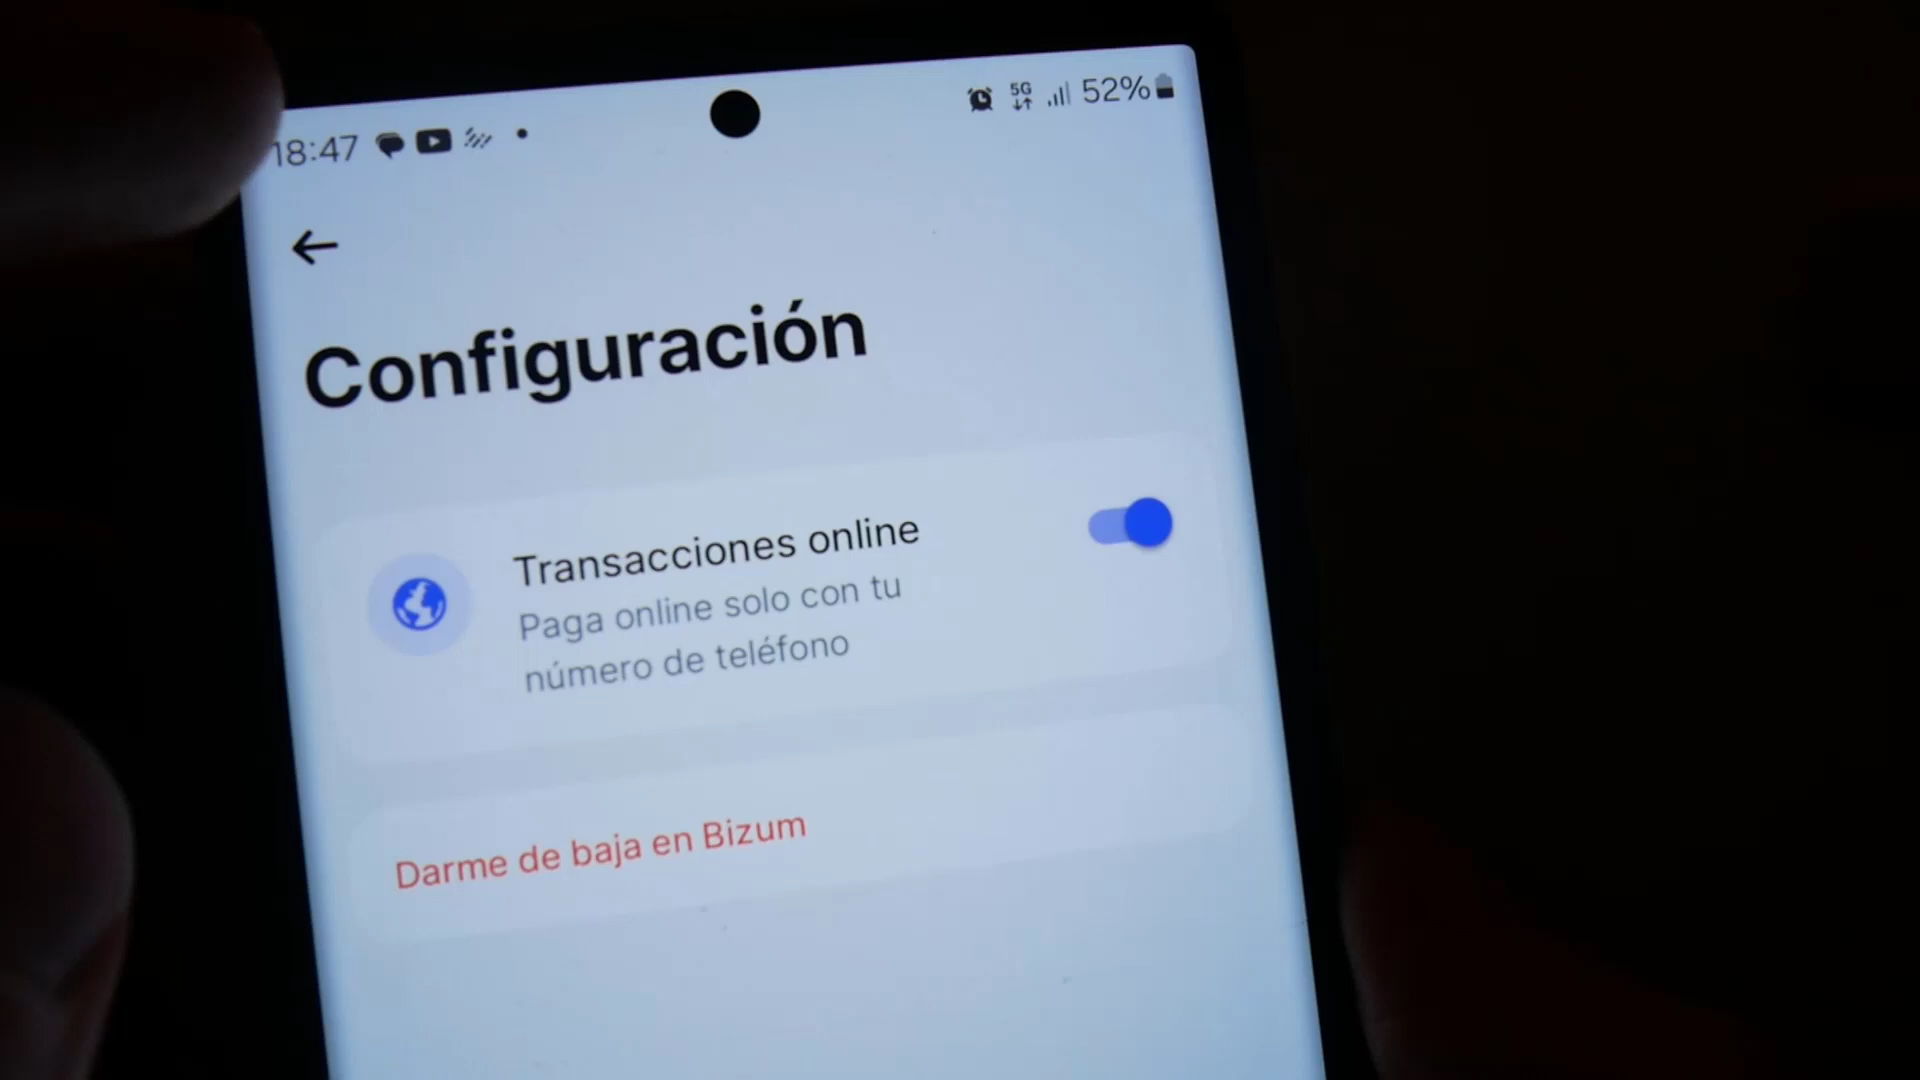 18:47
5G
52%
Configuración
Transacciones online
Paga online solo con tu
número de teléfono
Darme de baja en Bizum